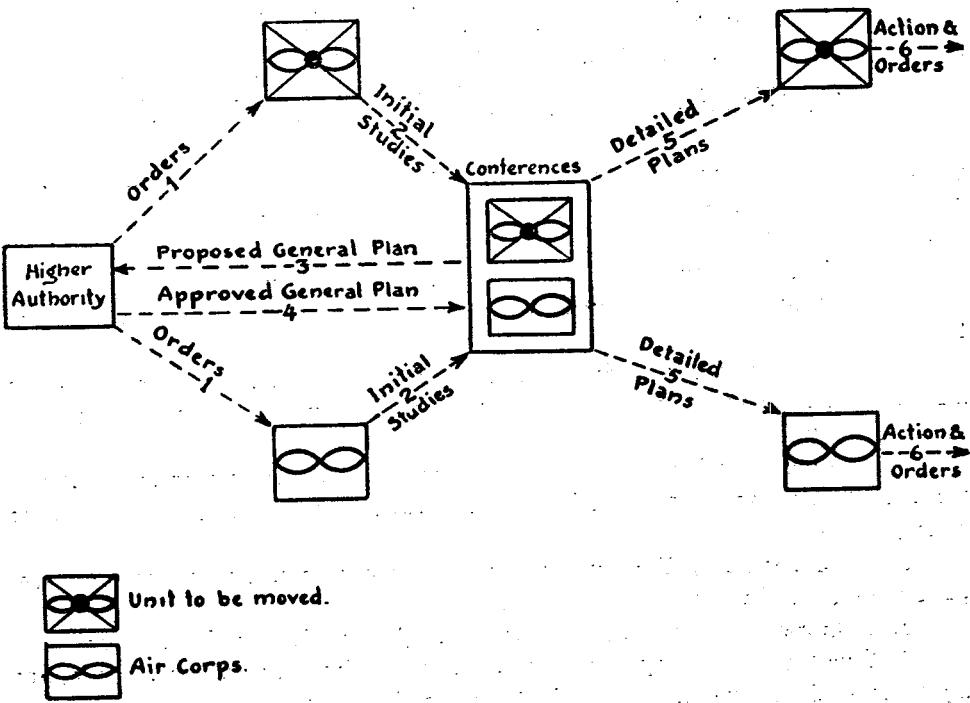 Action &
6
Orders
Initial
2
Studies
Detailed
5
Plans
Orders
1
Conferences
Proposed General Plan
3
Higher
Authority
Approved General Plan
4
Orders
1
Initial
2
Studies
Detailed
5
Plans
Action &
6
Orders
Unit to be moved.
Air Corps.